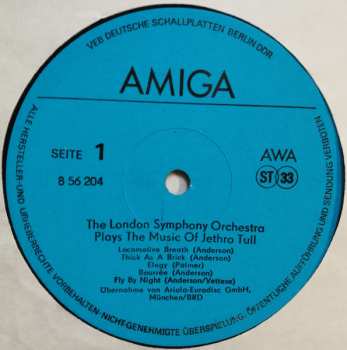 VEB DEUTSCHE SCHALLPLATTEN BERLIN DDR
AMIGA
SEITE 1
AWA
8 56 204
ST 33
The London Symphony Orchestra
Plays The Music Of Jethro Tull
Locomotive Breath (Anderson)
Thick As A Brick (Anderson)
Elegy (Palmer)
Bourrée (Anderson)
Fly By Night (Anderson/Vettese)
Übernahme von Ariola-Eurodisc GmbH,
München/BRD
ALLE HERSTELLER- UND URHEBERRECHTE VORBEHALTEN · NICHT GENEHMIGTE ÜBERSPIELUNG, ÖFFENTLICHE AUFFÜHRUNG UND SENDUNG VERBOTEN